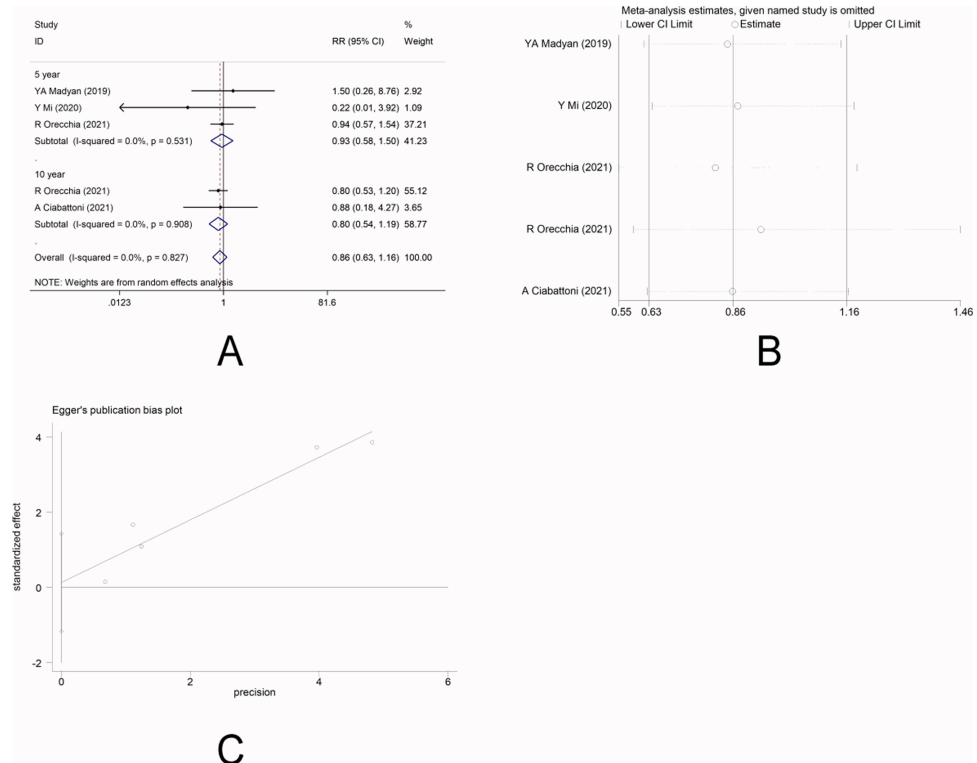 Study %
ID RR (95% CI) Weight
5 year
YA Madyan (2019) 1.50 (0.26, 8.76) 2.92
Y Mi (2020) 0.22 (0.01, 3.92) 1.09
R Orecchia (2021) 0.94 (0.57, 1.54) 37.21
Subtotal (I-squared = 0.0%, p = 0.531) 0.93 (0.58, 1.50) 41.23
.
10 year
R Orecchia (2021) 0.80 (0.53, 1.20) 55.12
A Ciabattoni (2021) 0.88 (0.18, 4.27) 3.65
Subtotal (I-squared = 0.0%, p = 0.908) 0.80 (0.54, 1.19) 58.77
.
Overall (I-squared = 0.0%, p = 0.827) 0.86 (0.63, 1.16) 100.00
NOTE: Weights are from random effects analysis
.0123 1 81.6
A
Meta-analysis estimates, given named study is omitted
Lower CI Limit Estimate Upper CI Limit
YA Madyan (2019)
Y Mi (2020)
R Orecchia (2021)
R Orecchia (2021)
A Ciabattoni (2021)
0.55 0.63 0.86 1.16 1.46
B
Egger's publication bias plot
standardized effect
4
2
0
-2
0 2 4 6
precision
C